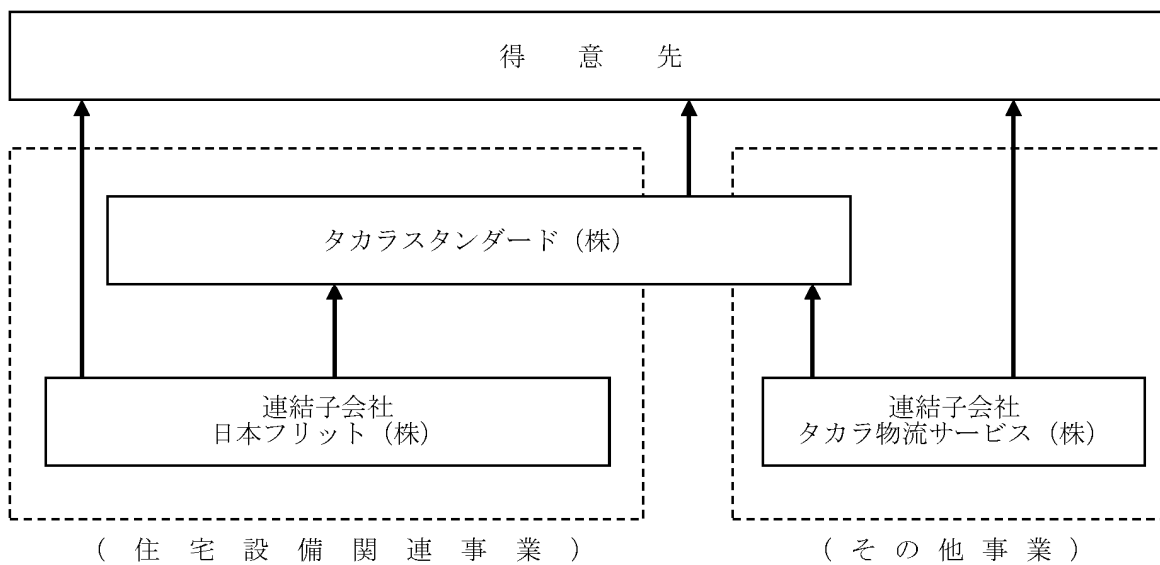 得意先
タカラスタンダード(株)
連結子会社
日本フリット(株)
連結子会社
タカラ物流サービス(株)
(住宅設備関連事業)
(その他事業)